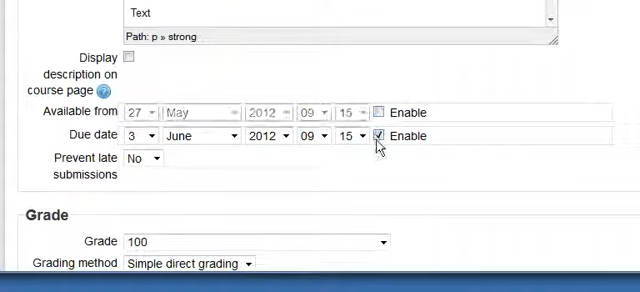 Text
Path: p » strong
Display
description on
course page
Available from 27 May 2012 09 15 Enable
Due date 3 June 2012 09 15 Enable
Prevent late No
submissions
Grade
Grade 100
Grading method Simple direct grading